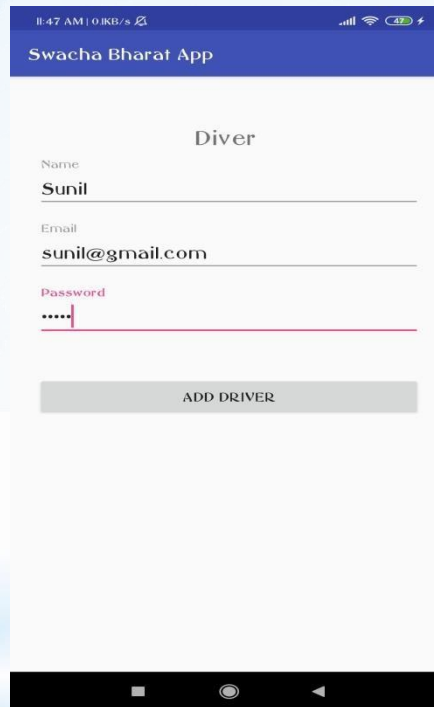 11:47 AM | 0.1KB/s
47
Swacha Bharat App
Diver
Name
Sunil
Email
sunil@gmail.com
Password
•••••
ADD DRIVER